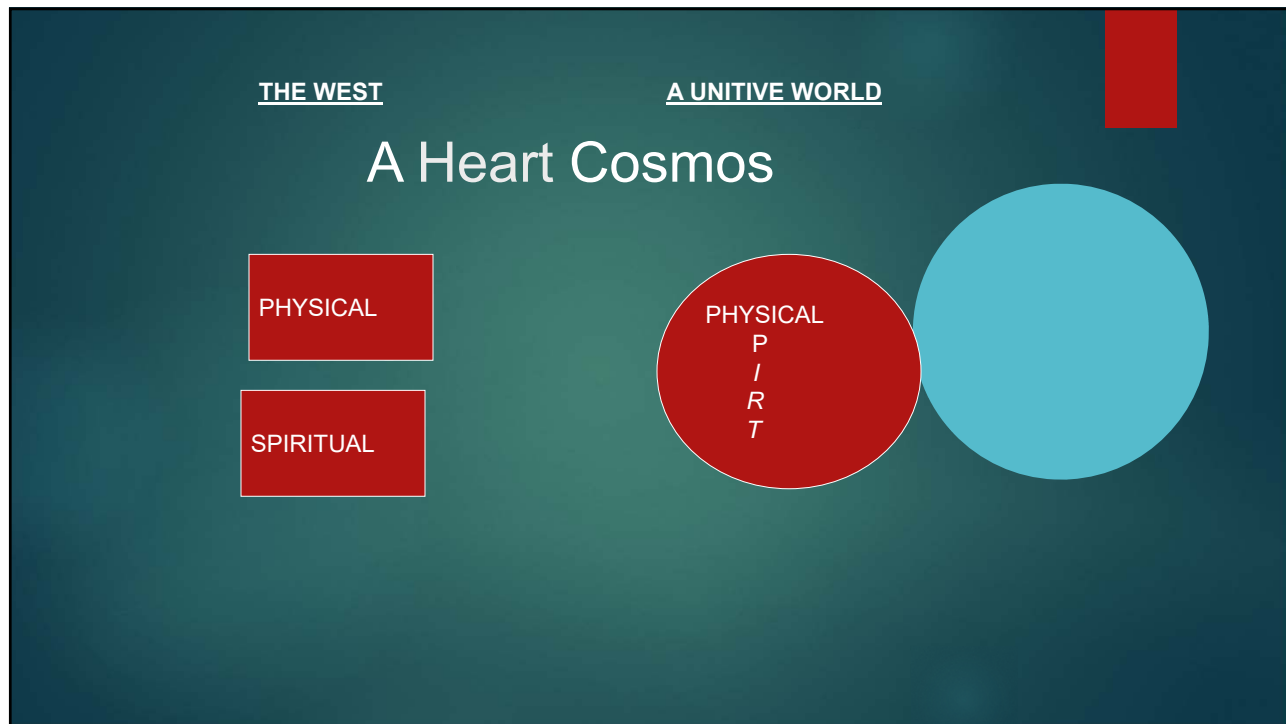 THE WEST
A UNITIVE WORLD
A Heart Cosmos
PHYSICAL
SPIRITUAL
PHYSICAL
P
I
R
T